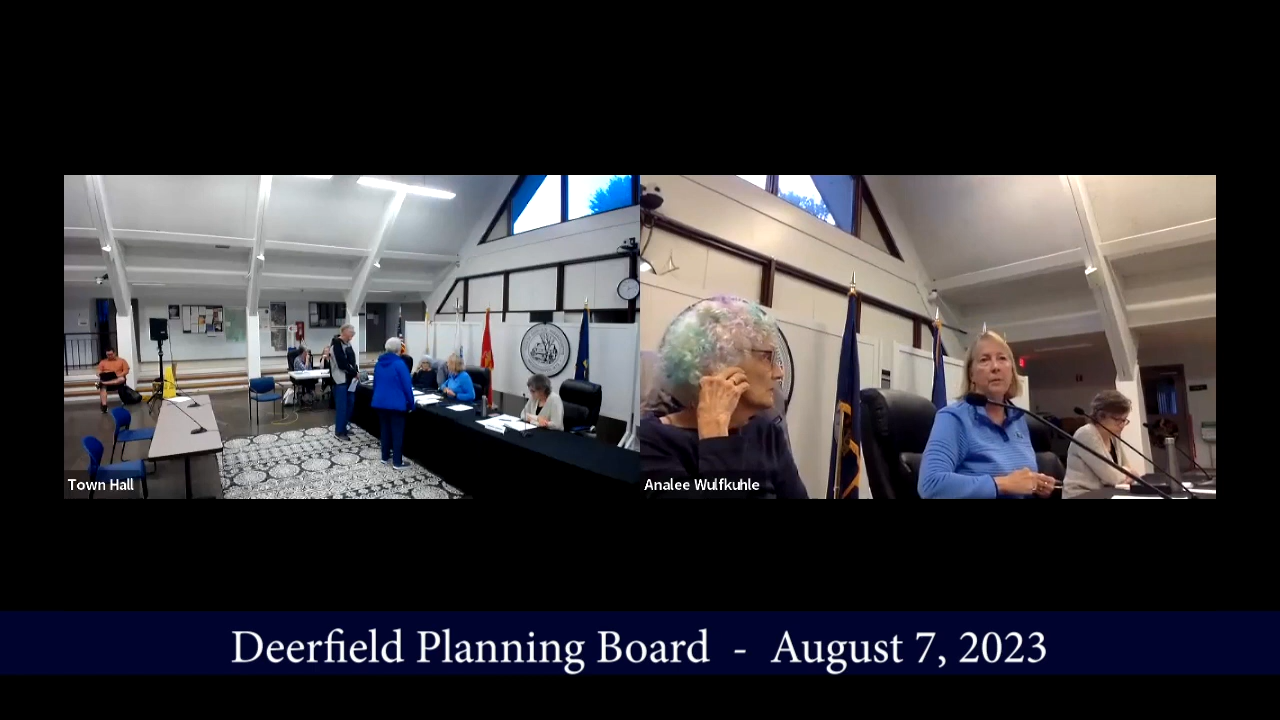 Town Hall
Analee Wulfkuhle
Deerfield Planning Board - August 7, 2023